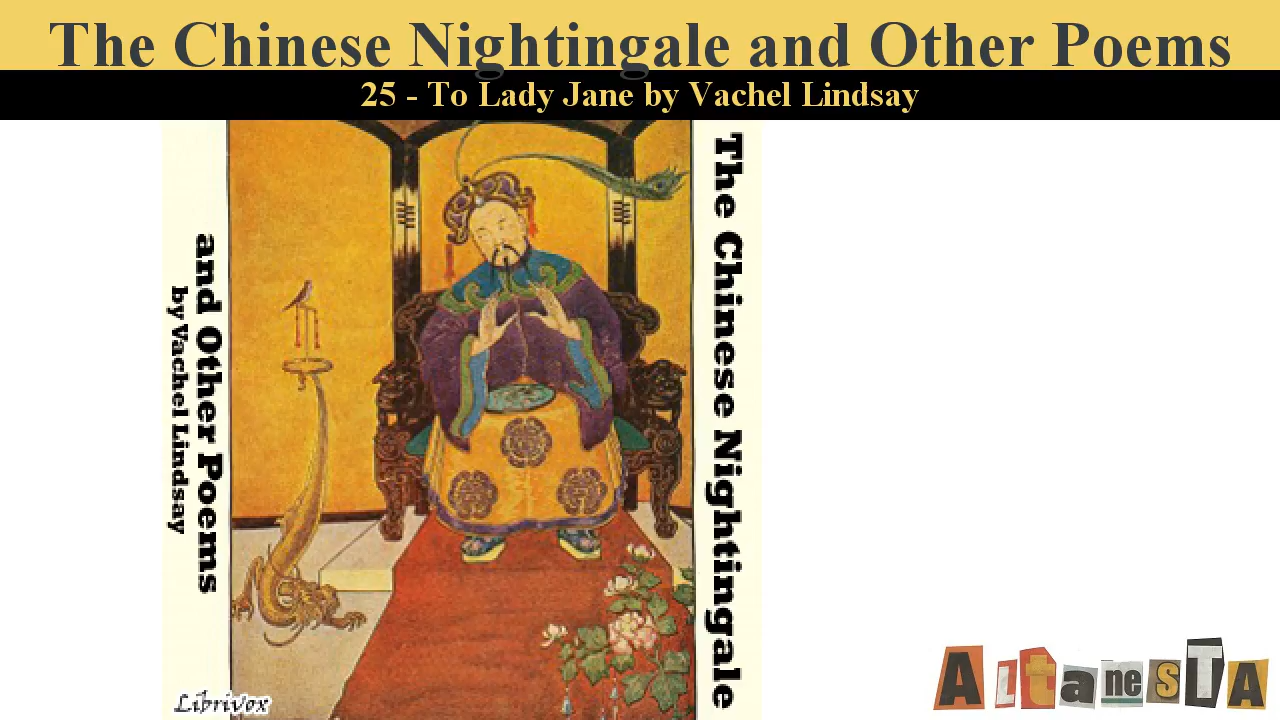 The Chinese Nightingale and Other Poems
25 - To Lady Jane by Vachel Lindsay
The Chinese Nightingale
and Other Poems
by Vachel Lindsay
Librivox
AltanesTA